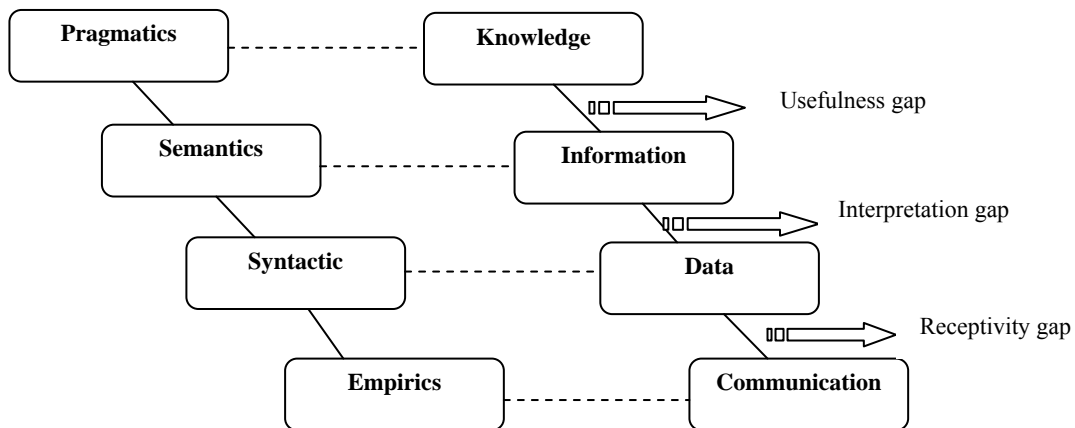 Pragmatics
Knowledge
Usefulness gap
Semantics
Information
Interpretation gap
Syntactic
Data
Receptivity gap
Empirics
Communication